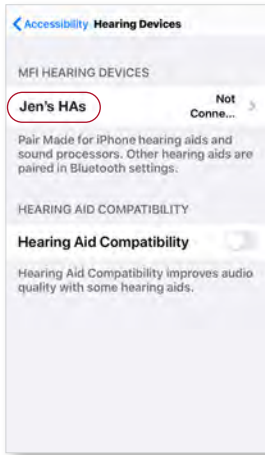 Accessibility Hearing Devices
MFI HEARING DEVICES
Jen's HAs
Not
Conne...
Pair Made for iPhone hearing aids and
sound processors. Other hearing aids are
paired in Bluetooth settings.
HEARING AID COMPATIBILITY
Hearing Aid Compatibility
Hearing Aid Compatibility improves audio
quality with some hearing aids.